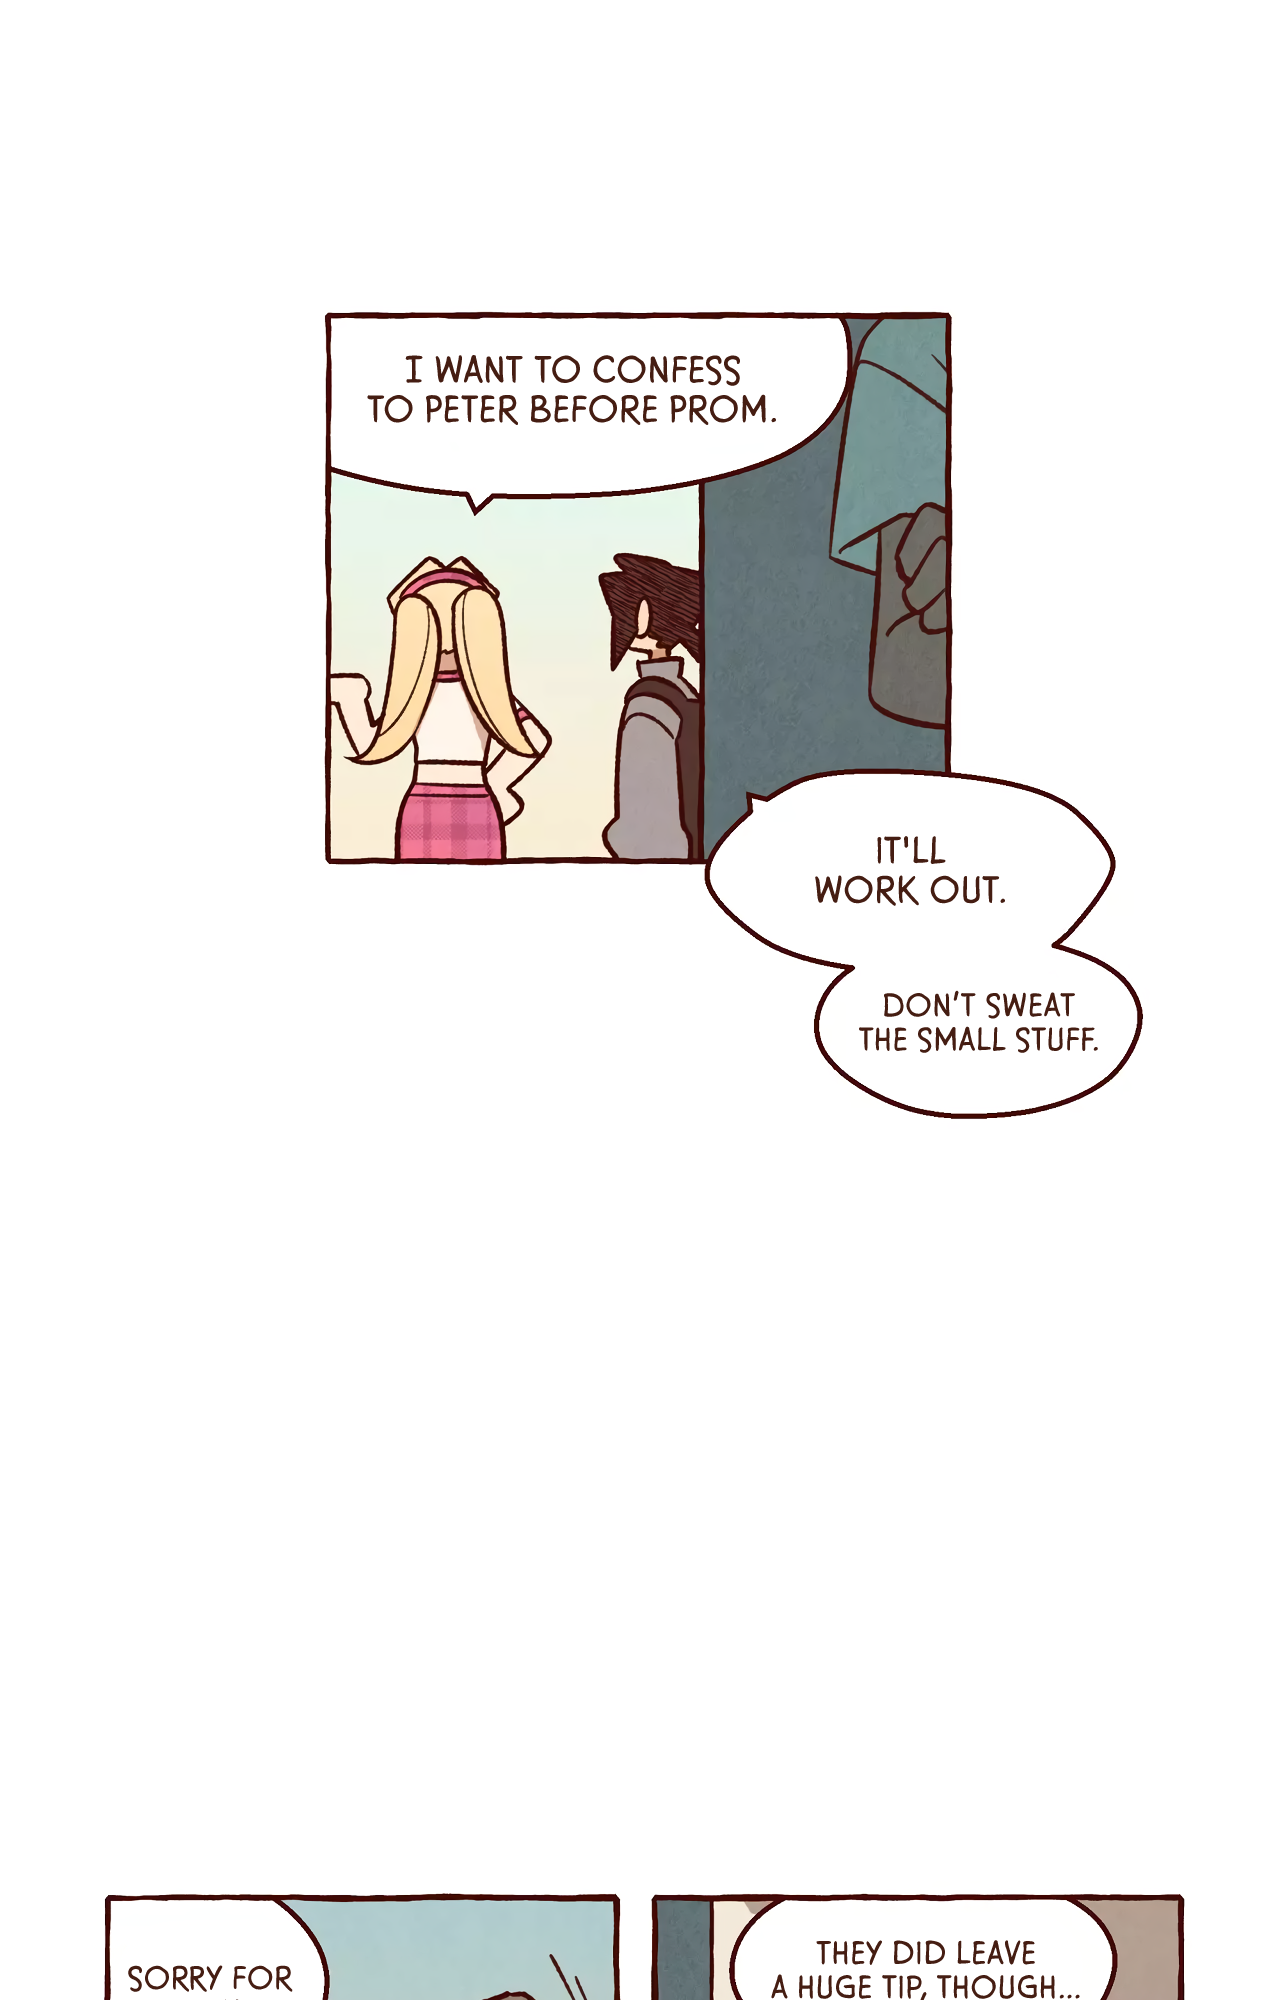 I WANT TO CONFESS
TO PETER BEFORE PROM.
IT'LL
WORK OUT.
DON'T SWEAT
THE SMALL STUFF.
SORRY FOR
THEY DID LEAVE
A HUGE TIP, THOUGH...